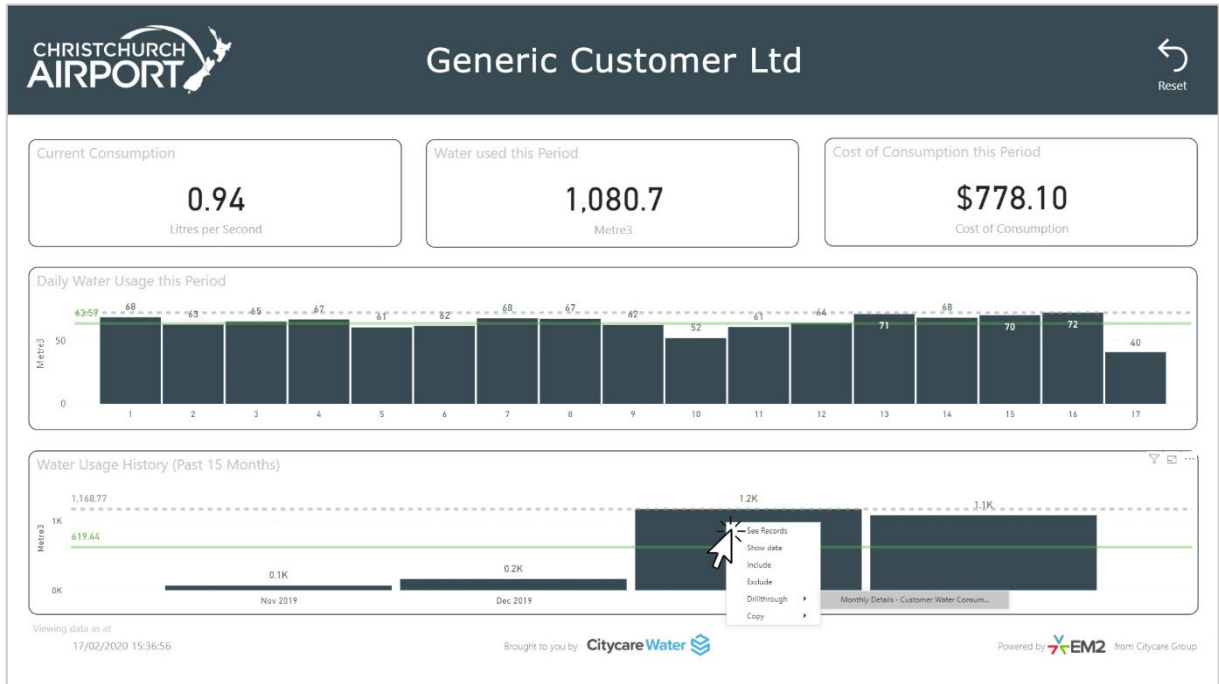 CHRISTCHURCH
AIRPORT
Generic Customer Ltd
Reset
Current Consumption
0.94
Litres per Second
Water used this Period
1,080.7
Metre3
Cost of Consumption this Period
$778.10
Cost of Consumption
Daily Water Usage this Period
63.57 68 63 65 67 61 62 68 67 62 52 61 64 71 68 70 72 40
Metre3
50
0
1 2 3 4 5 6 7 8 9 10 11 12 13 14 15 16 17
Water Usage History (Past 15 Months)
1,168.77
1.2K
1.1K
1K
Metre3
619.44
0.1K
0.2K
0K
Nov 2019
Dec 2019
See Records
Show data
Include
Exclude
Drillthrough
Monthly Details - Customer Water Consum...
Copy
Viewing data as at
17/02/2020 15:36:56
Brought to you by Citycare Water
Powered by EM2 from Citycare Group